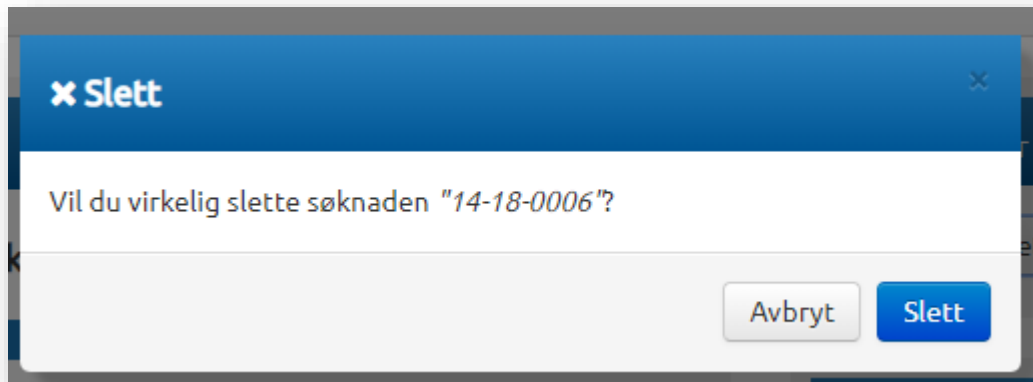 ✖ Slett
×
Vil du virkelig slette søknaden "14-18-0006"?
Avbryt
Slett